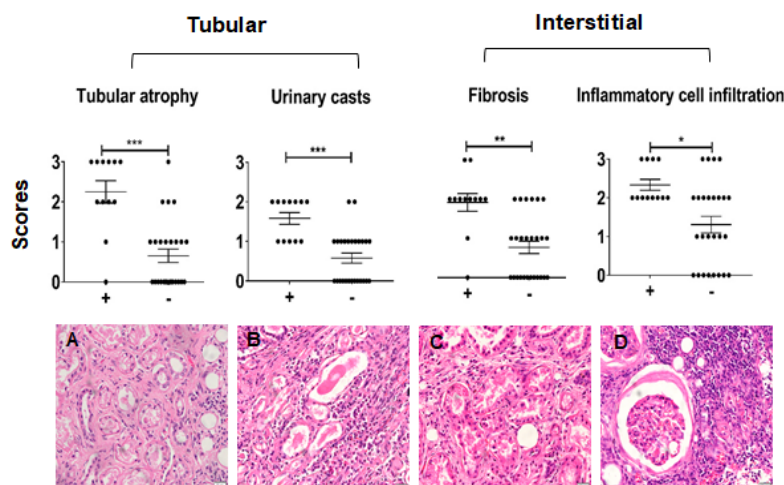 Tubular Interstitial
Tubular atrophy Urinary casts Fibrosis Inflammatory cell infiltration
*** *** ** *
Scores
3 3 3 3
2 2 2 2
1 1 1 1
0 0 0 0
+ - + - + - + -
A B C D